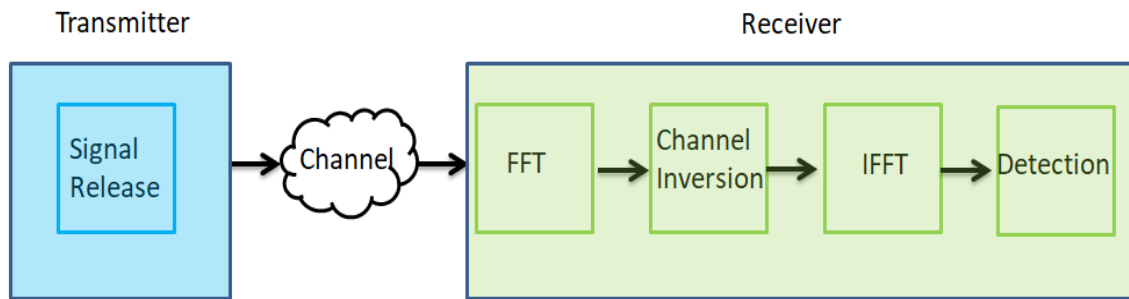 Transmitter
Receiver
Signal
Release
Channel
FFT
Channel
Inversion
IFFT
Detection